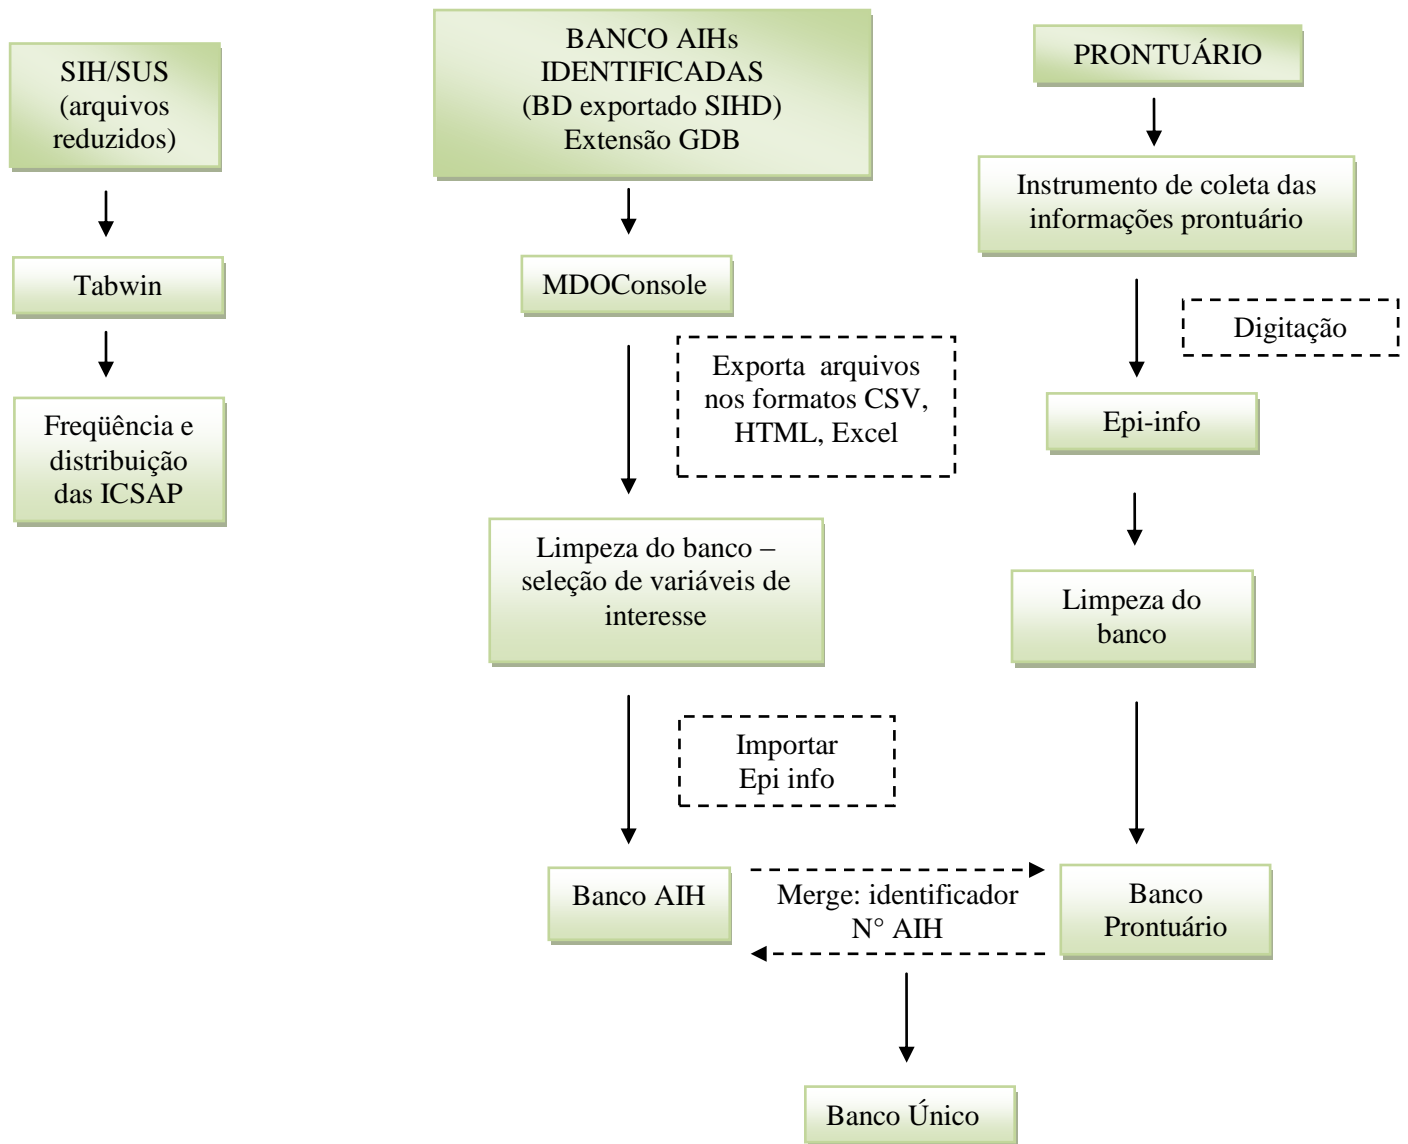 SIH/SUS
(arquivos
reduzidos)
Tabwin
Freqüência e
distribuição
das ICSAP
BANCO AIHs
IDENTIFICADAS
(BD exportado SIHD)
Extensão GDB
MDOConsole
Exporta arquivos
nos formatos CSV,
HTML, Excel
Limpeza do banco –
seleção de variáveis de
interesse
Importar
Epi info
Banco AIH
PRONTUÁRIO
Instrumento de coleta das
informações prontuário
Digitação
Epi-info
Limpeza do
banco
Banco
Prontuário
Merge: identificador
N° AIH
Banco Único